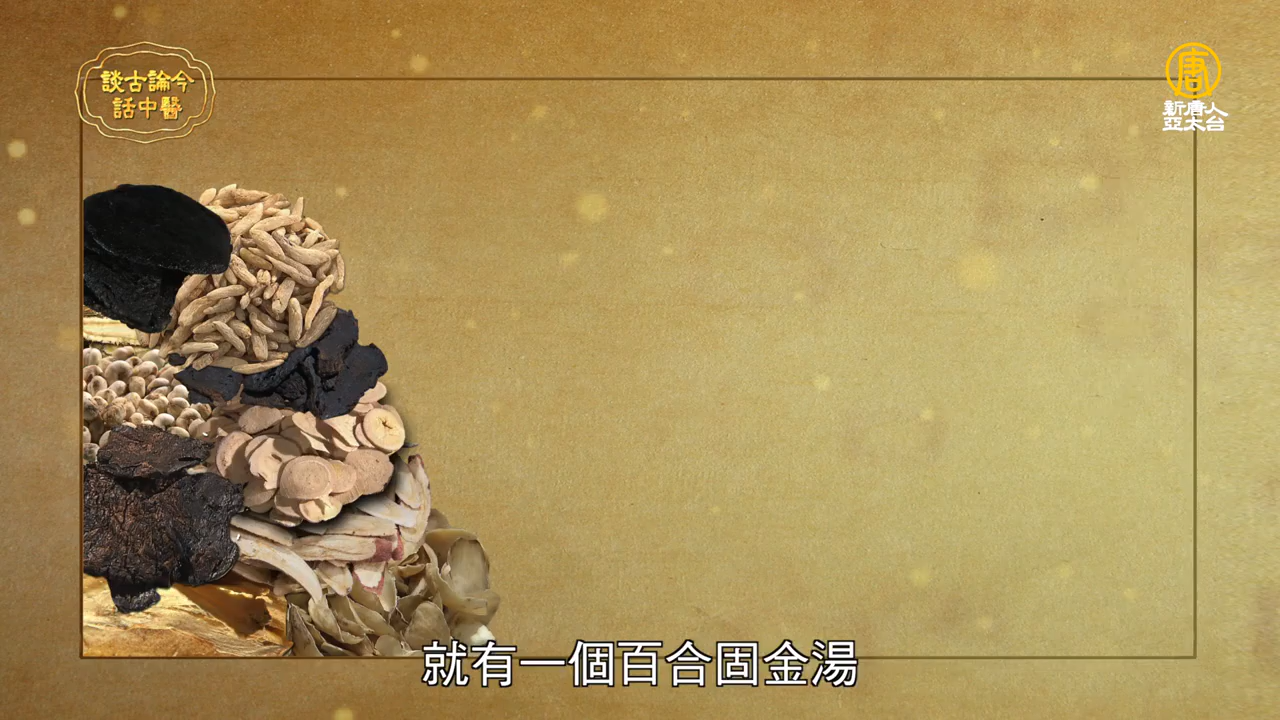 談古論今
話中醫
唐
新唐人
亞太台
就有一個百合固金湯